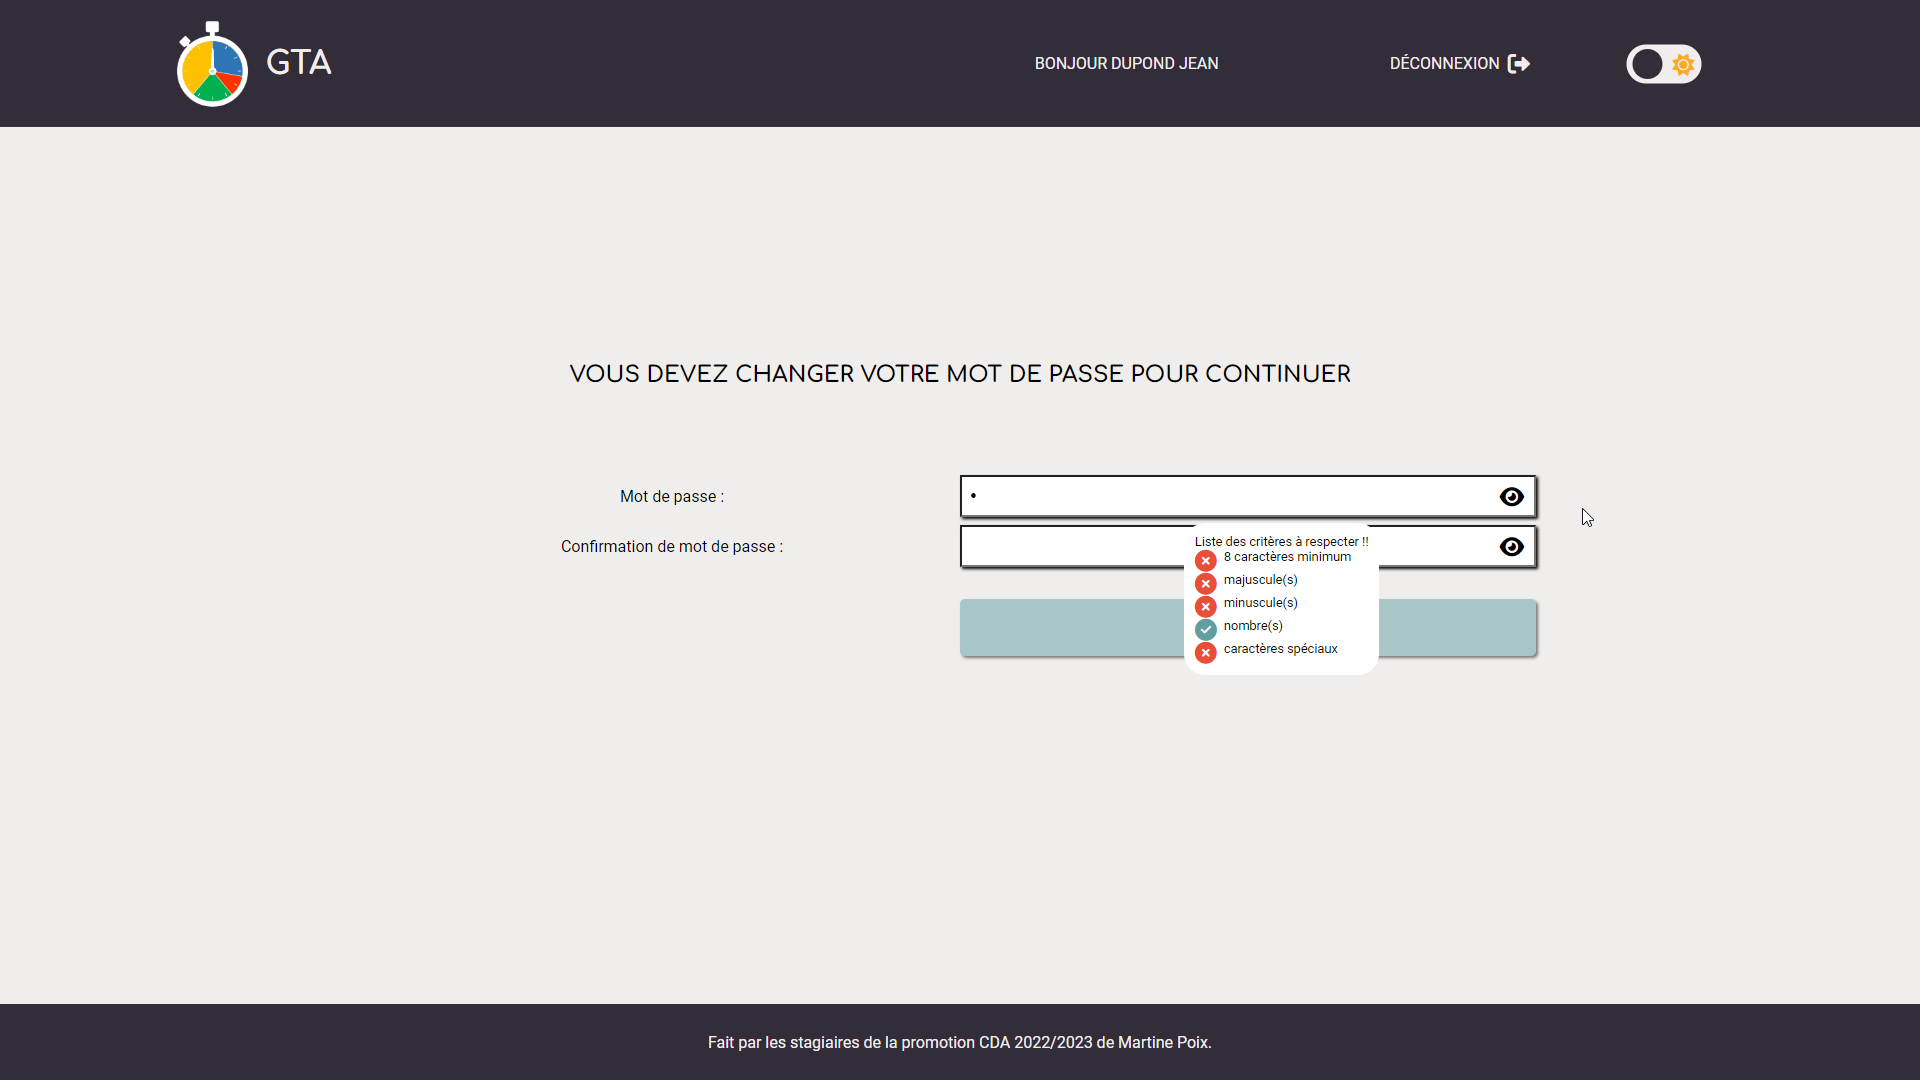 GTA
BONJOUR DUPOND JEAN
DÉCONNEXION
VOUS DEVEZ CHANGER VOTRE MOT DE PASSE POUR CONTINUER
Mot de passe :
Confirmation de mot de passe :
Liste des critères à respecter !!
8 caractères minimum
majuscule(s)
minuscule(s)
nombre(s)
caractères spéciaux
Fait par les stagiaires de la promotion CDA 2022/2023 de Martine Poix.